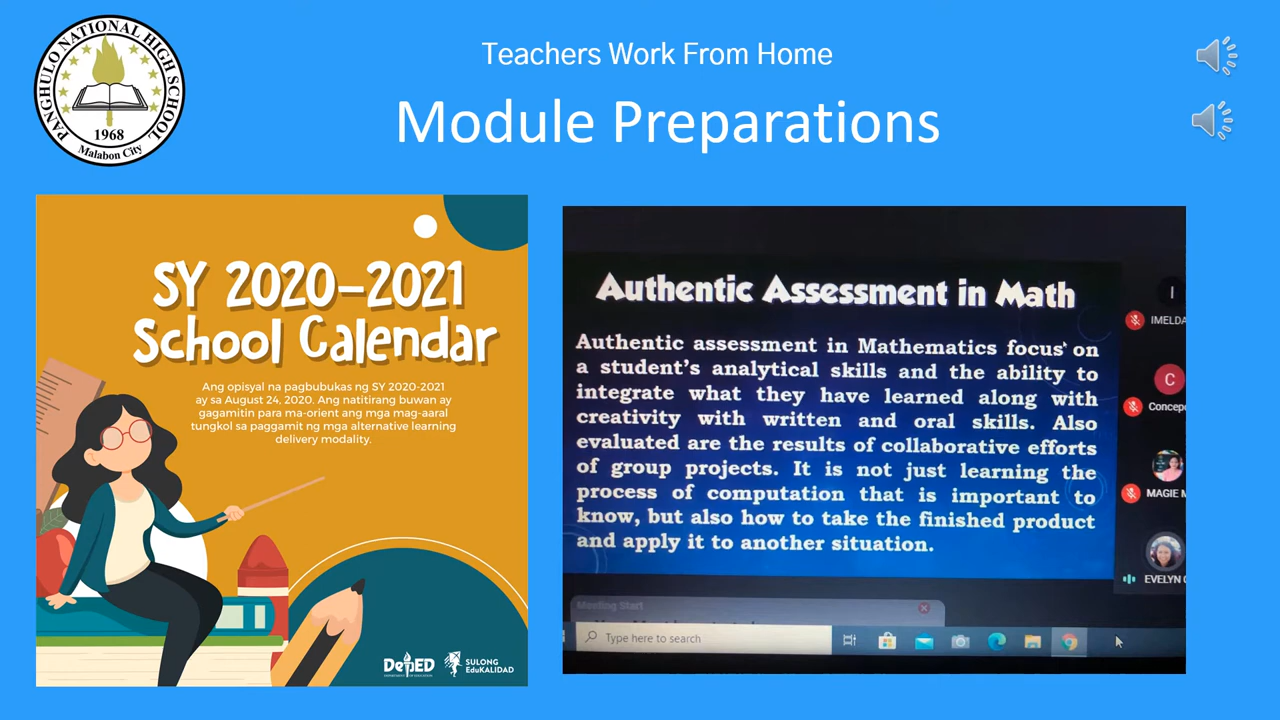 PANGHULO NATIONAL HIGH SCHOOL
1968
Malabon City
Teachers Work From Home
Module Preparations
SY 2020-2021
School Calendar
Ang opisyal na pagbubukas ng SY 2020-2021
ay sa August 24, 2020. Ang natitirang buwan ay
gagamitin para ma-orient ang mga mag-aaral
tungkol sa paggamit ng mga alternative learning
delivery modality.
DepED
DEPARTMENT OF EDUCATION
SULONG
EduKALIDAD
Authentic Assessment in Math
Authentic assessment in Mathematics focus on
a student's analytical skills and the ability to
integrate what they have learned along with
creativity with written and oral skills. Also
evaluated are the results of collaborative efforts
of group projects. It is not just learning the
process of computation that is important to
know, but also how to take the finished product
and apply it to another situation.
I
IMELDA
C
Concep
MAGIE M
EVELYN
Meeting Start
Type here to search